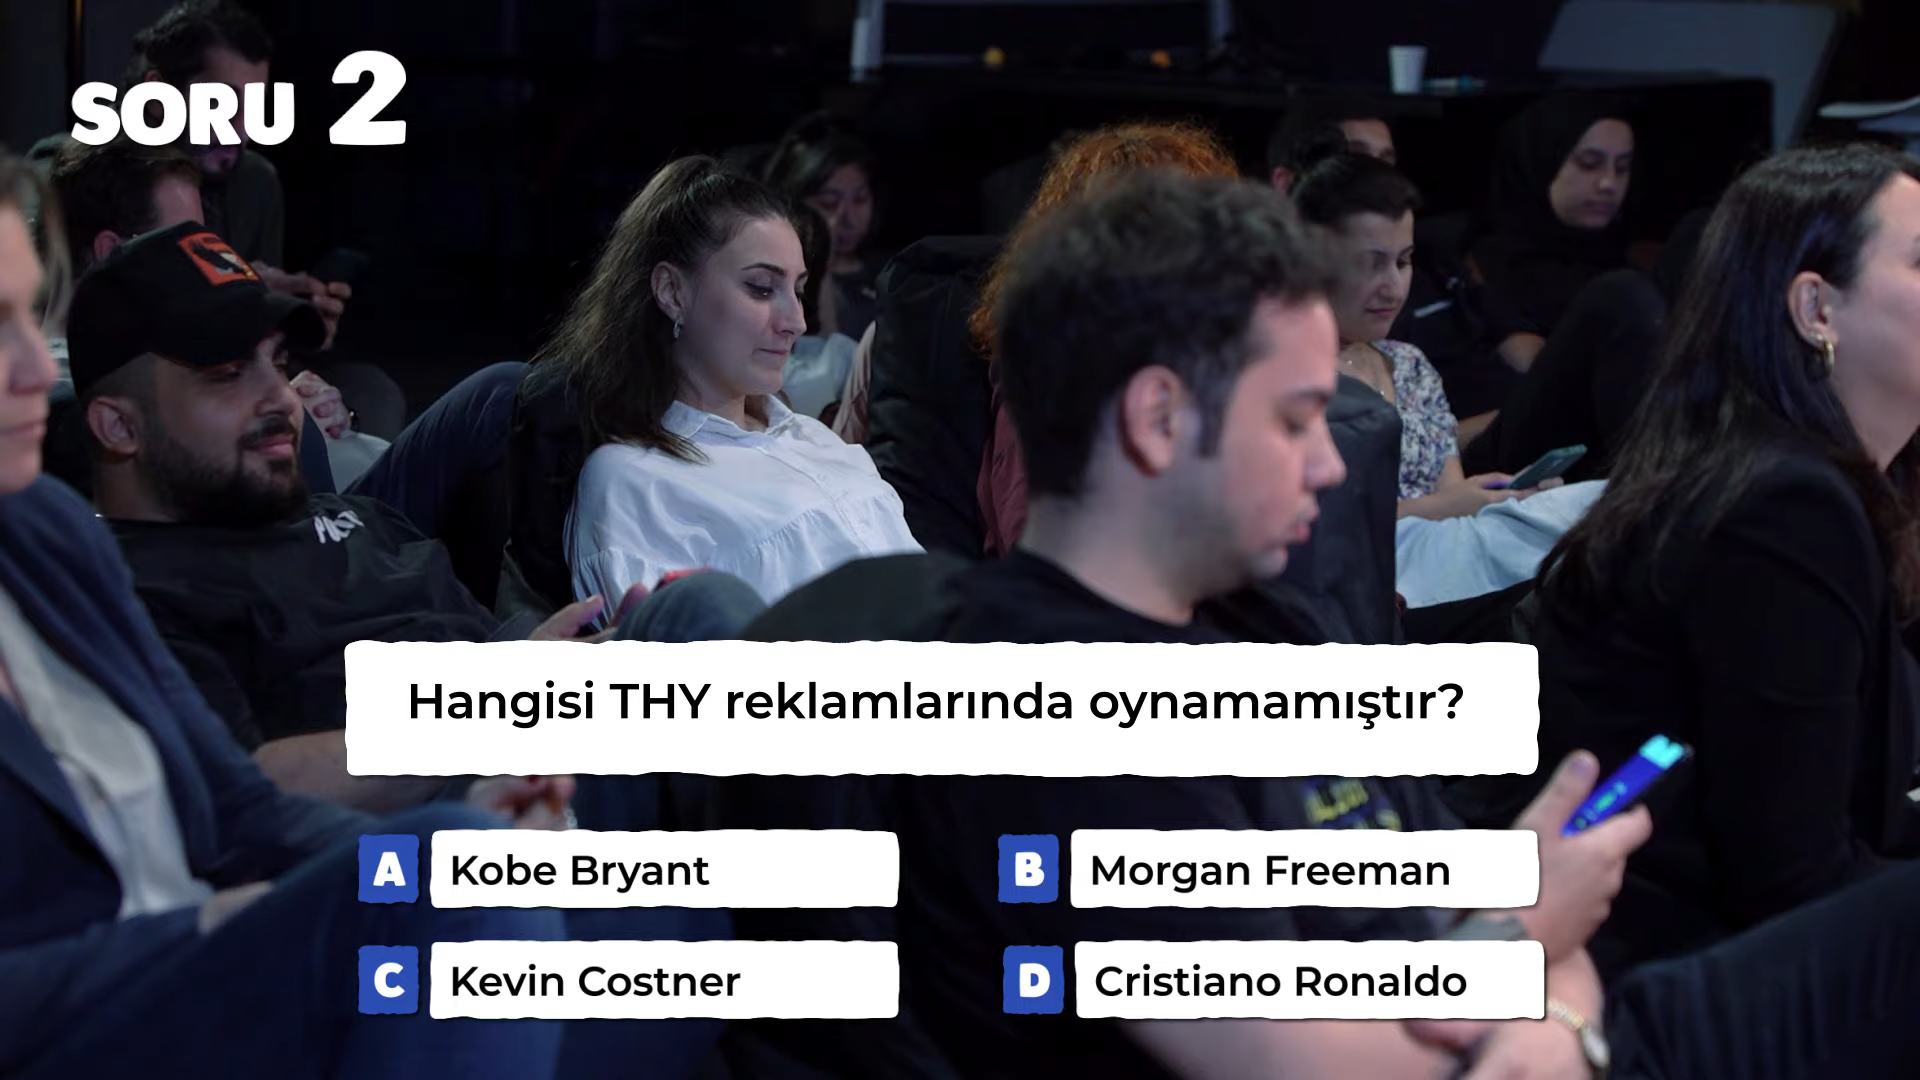 SORU 2
Hangisi THY reklamlarında oynamamıştır?
A Kobe Bryant
B Morgan Freeman
C Kevin Costner
D Cristiano Ronaldo